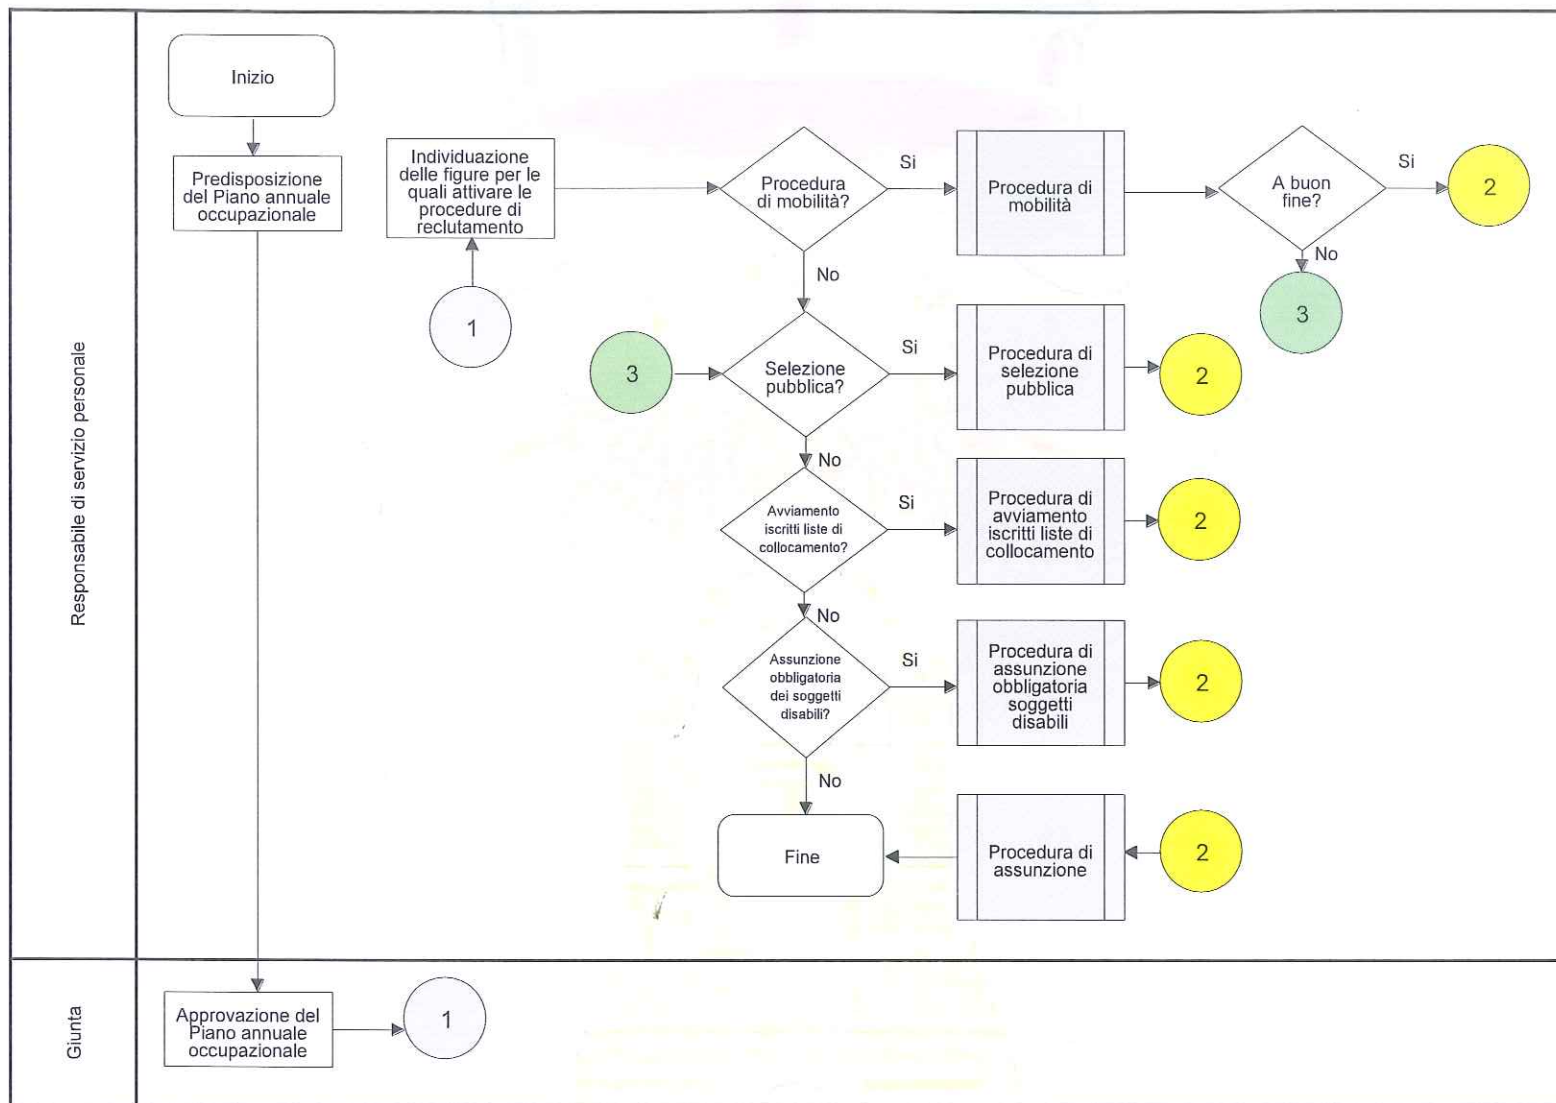 Responsabile di servizio personale
Inizio
Predisposizione
del Piano annuale
occupazionale
Individuazione
delle figure per le
quali attivare le
procedure di
reclutamento
1
Procedura
di mobilità?
Si
Procedura di
mobilità
A buon
fine?
Si
2
No
3
No
3
Selezione
pubblica?
Si
Procedura di
selezione
pubblica
2
No
Avviamento
iscritti liste di
collocamento?
Si
Procedura di
avviamento
iscritti liste di
collocamento
2
No
Assunzione
obbligatoria
dei soggetti
disabili?
Si
Procedura di
assunzione
obbligatoria
soggetti
disabili
2
No
Fine
Procedura di
assunzione
2
Giunta
Approvazione del
Piano annuale
occupazionale
1